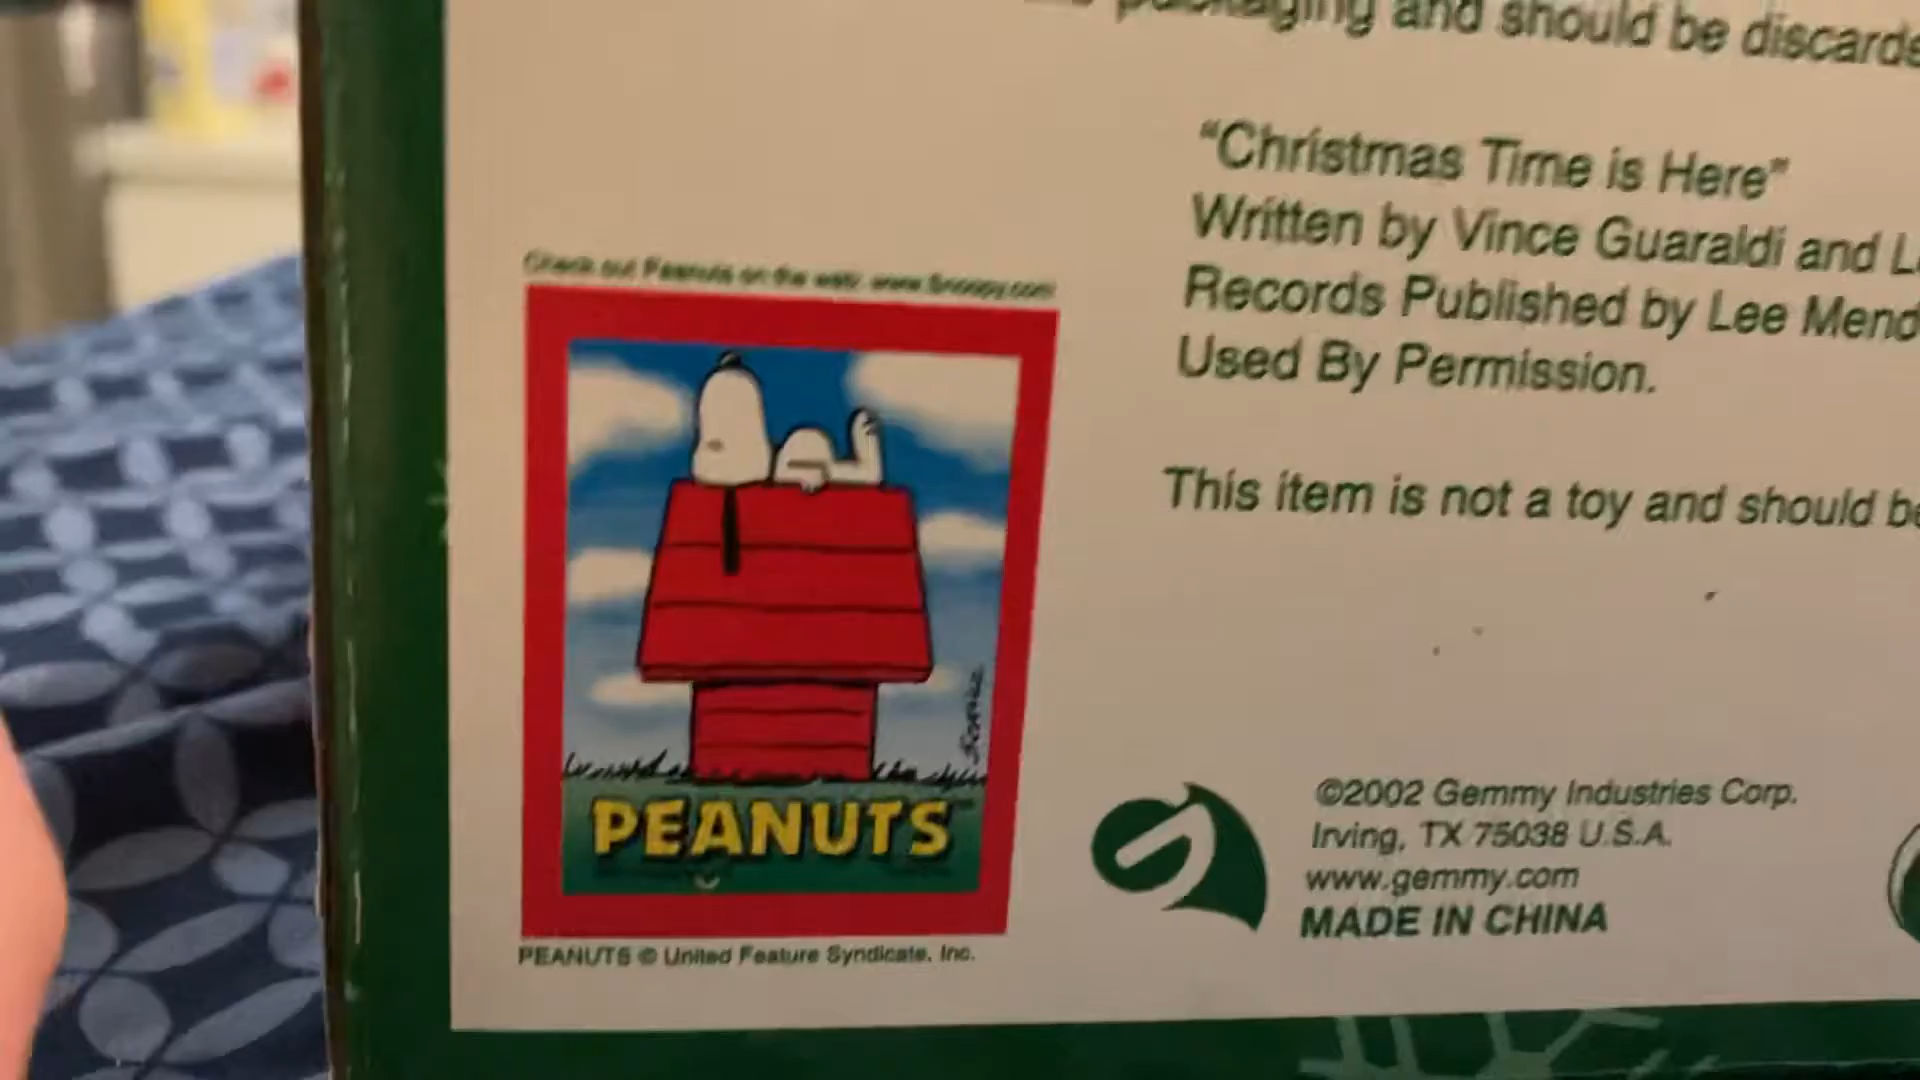 packaging and should be discarde
"Christmas Time is Here"
Written by Vince Guaraldi and L
Records Published by Lee Mend
Used By Permission.
This item is not a toy and should be
Check out Peanuts on the web: www.Snoopy.com
Schulz
PEANUTS
PEANUTS © United Feature Syndicate, Inc.
©2002 Gemmy Industries Corp.
Irving, TX 75038 U.S.A.
www.gemmy.com
MADE IN CHINA